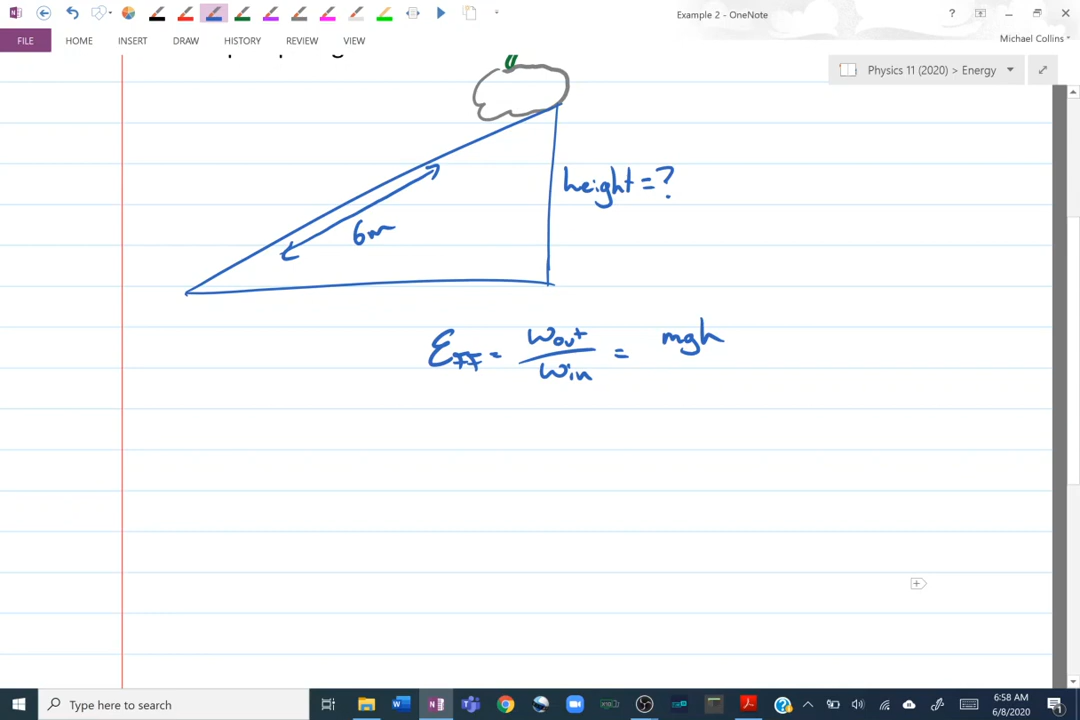 Example 2 - OneNote
?
FILE
HOME
INSERT
DRAW
HISTORY
REVIEW
VIEW
Michael Collins
Physics 11 (2020) > Energy
height = ?
6m
Eff = Wout / Win = mgh
Type here to search
6:58 AM
6/8/2020